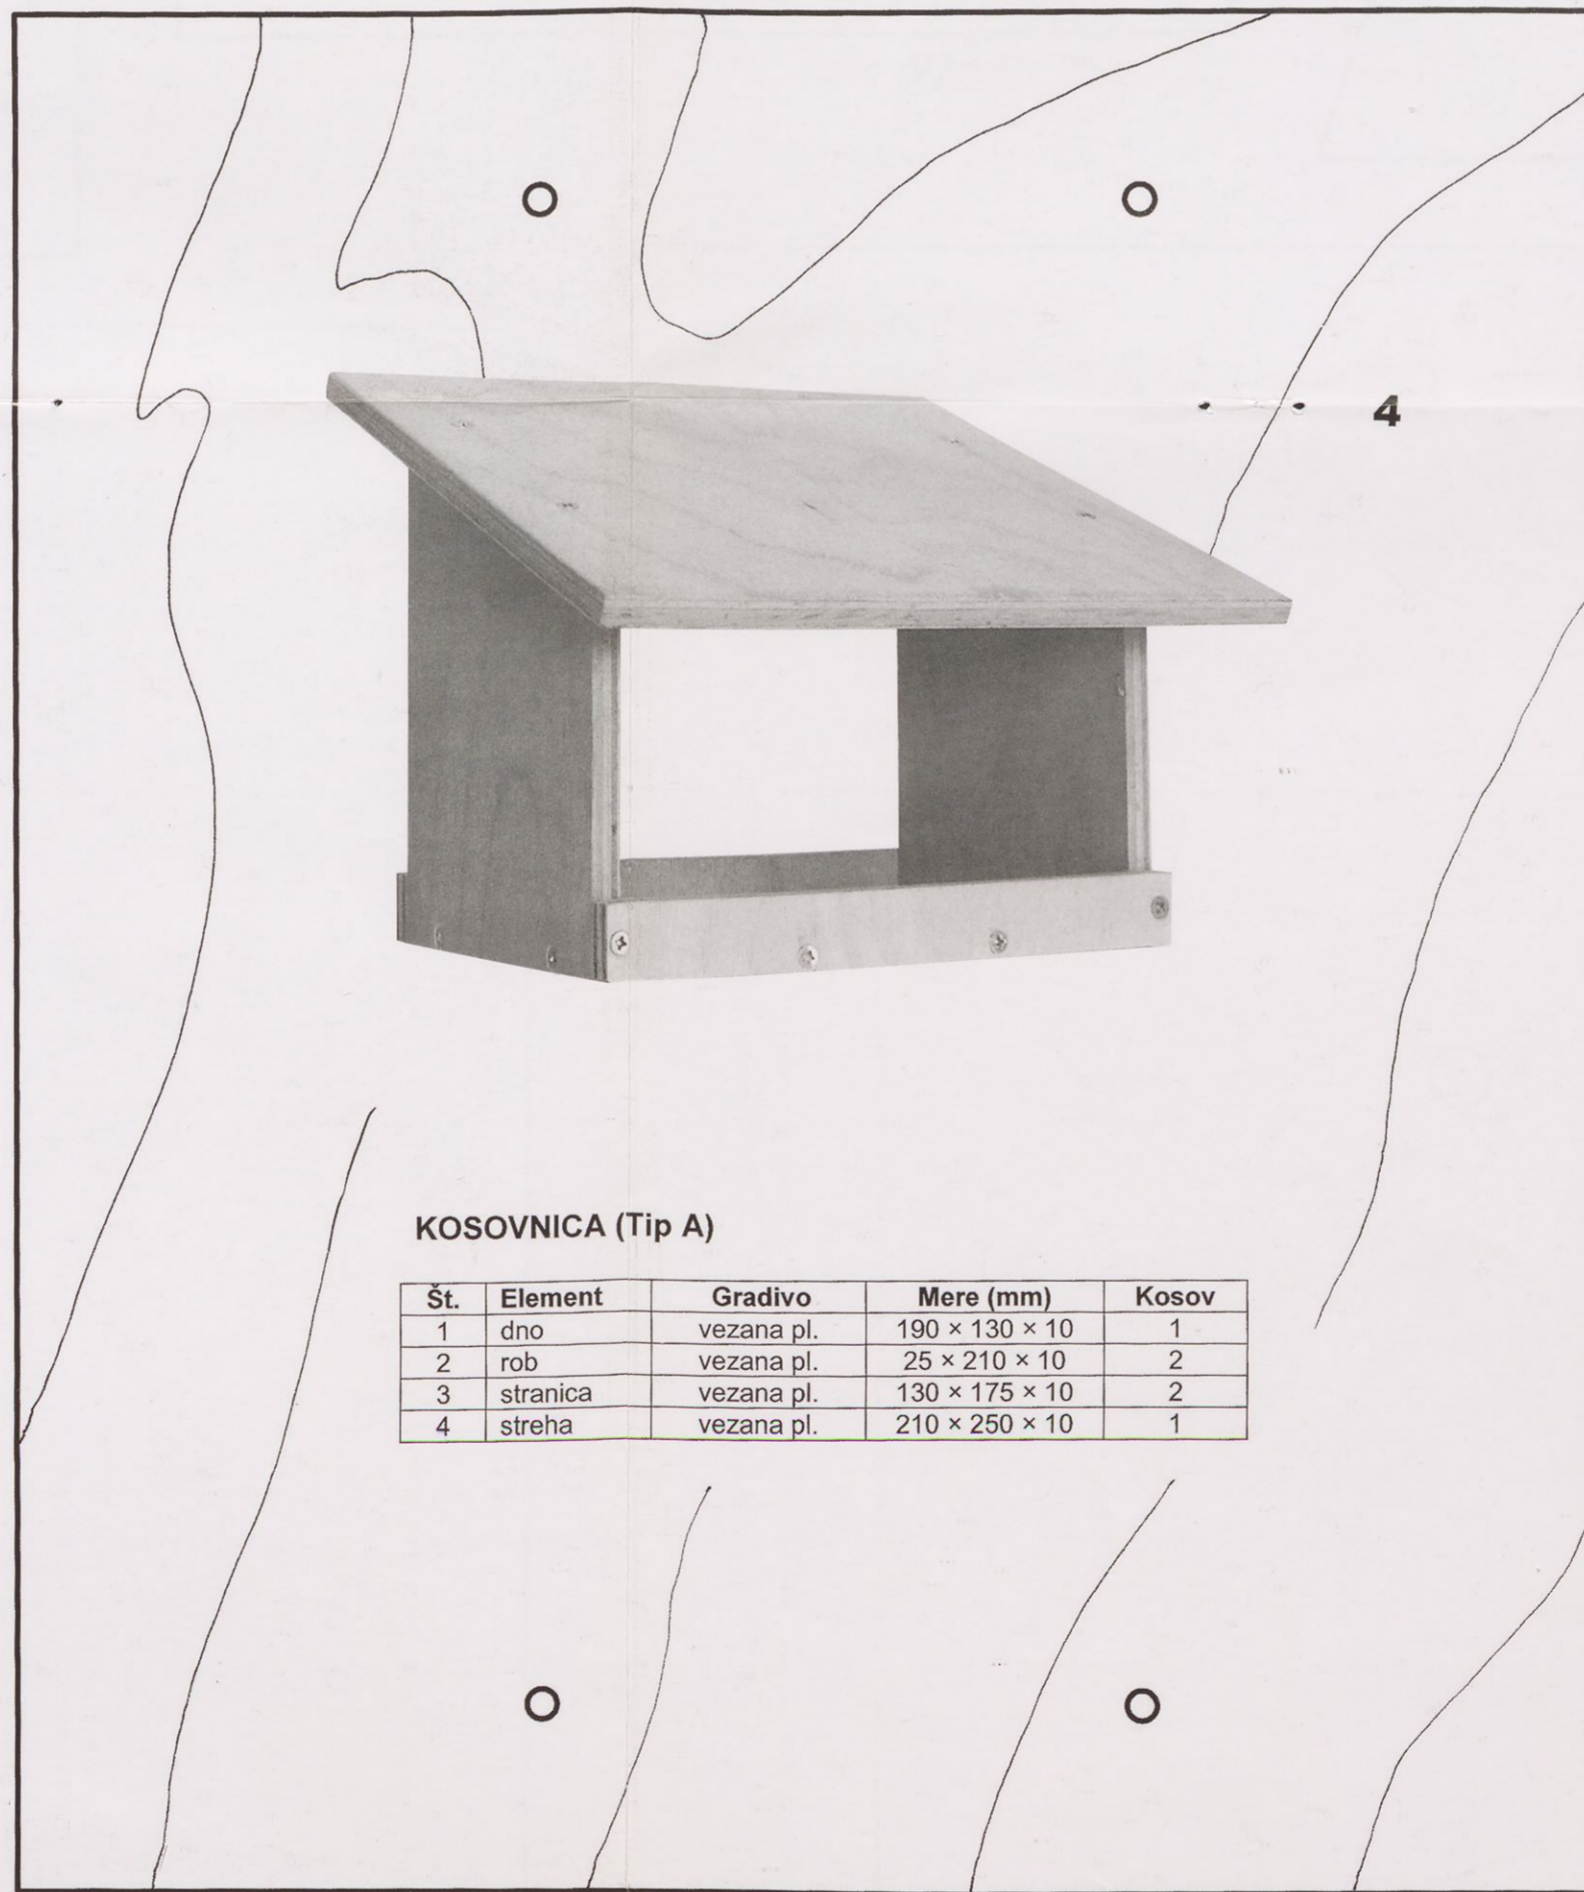 4
KOSOVNICA (Tip A)
Št. Element Gradivo Mere (mm) Kosov
1 dno vezana pl. 190 × 130 × 10 1
2 rob vezana pl. 25 × 210 × 10 2
3 stranica vezana pl. 130 × 175 × 10 2
4 streha vezana pl. 210 × 250 × 10 1